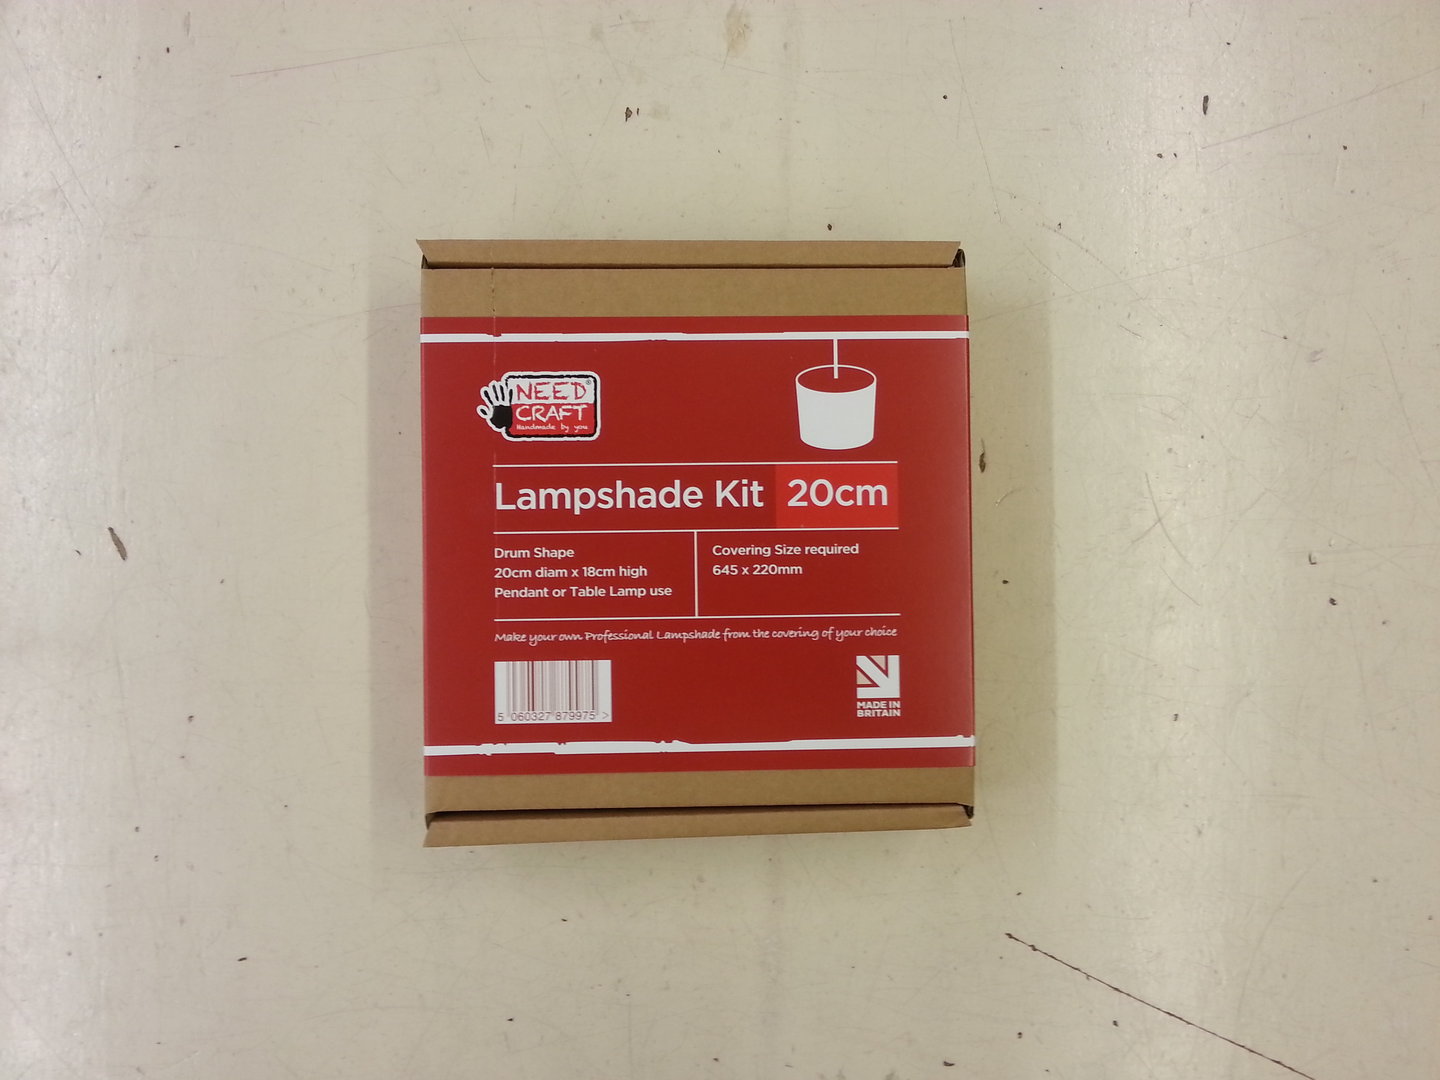 NEED®
CRAFT
Handmade by you
Lampshade Kit 20cm
Drum Shape
20cm diam x 18cm high
Pendant or Table Lamp use
Covering Size required
645 x 220mm
Make your own Professional Lampshade from the covering of your choice
5 060327 879975 >
MADE IN
BRITAIN